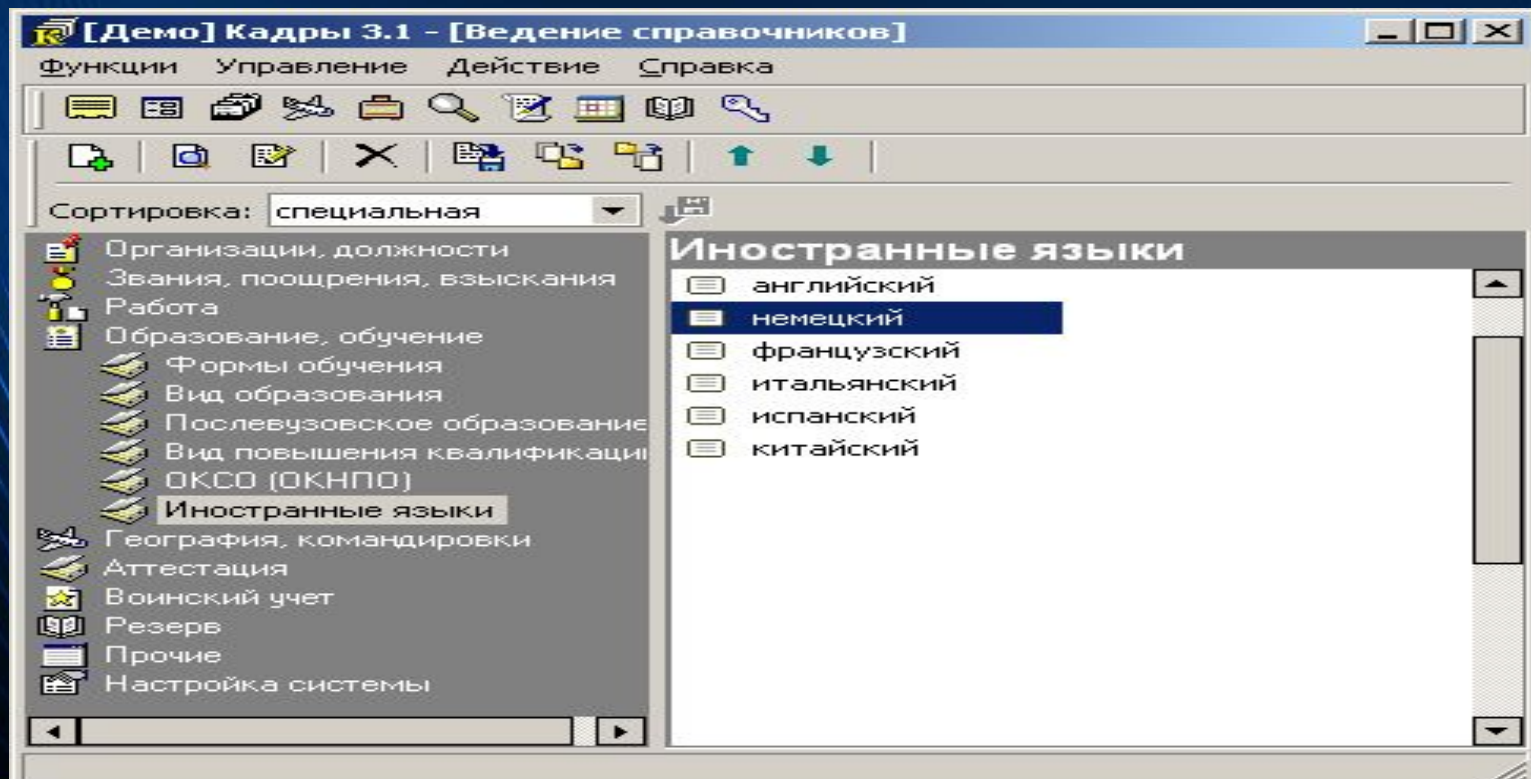 [Демо] Кадры 3.1 - [Ведение справочников]
Функции Управление Действие Справка
Сортировка: специальная
Организации, должности
Звания, поощрения, взыскания
Работа
Образование, обучение
Формы обучения
Вид образования
Послевузовское образование
Вид повышения квалификаци
ОКСО (ОКНПО)
Иностранные языки
География, командировки
Аттестация
Воинский учет
Резерв
Прочие
Настройка системы
Иностранные языки
английский
немецкий
французский
итальянский
испанский
китайский